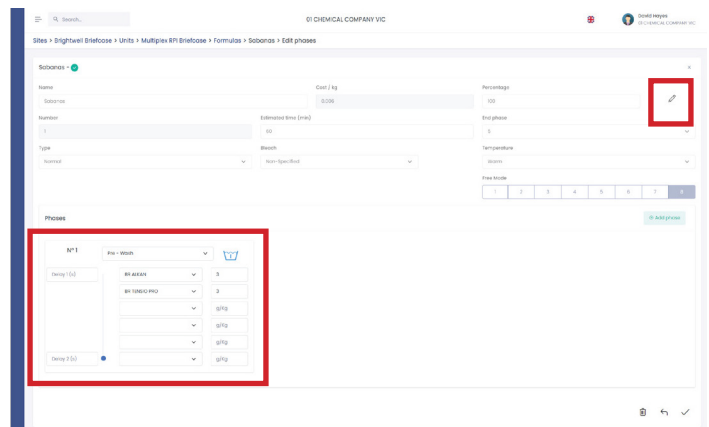 Search...
01 CHEMICAL COMPANY VIC
David Hayes
01 CHEMICAL COMPANY VIC
Sites > Brightwell Briefcase > Units > Multiplex RPI Briefcase > Formulas > Sabanas > Edit phases
Sabanas -
Name
Cost / kg
Percentage
Sabanas
0,096
100
Number
Estimated time (min)
End phase
1
60
5
Type
Bleach
Temperature
Normal
Non-Specified
Warm
Free Mode
1 2 3 4 5 6 7 8
Phases
Add phase
Nº 1
Pre - Wash
Delay 1 (s)
BR ALKAN
3
BR TENSIO PRO
3
g/Kg
g/Kg
g/Kg
Delay 2 (s)
g/Kg